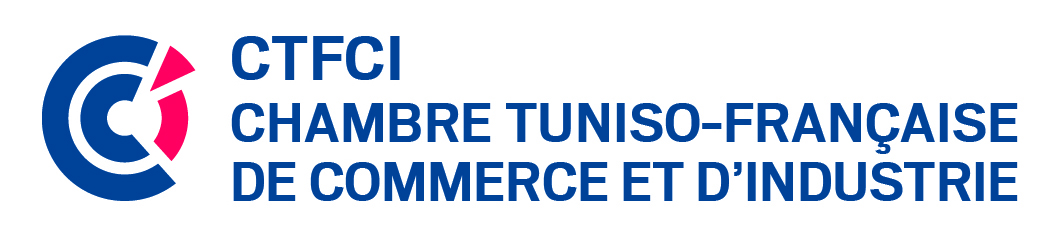 CTFCI
CHAMBRE TUNISO-FRANÇAISE
DE COMMERCE ET D’INDUSTRIE